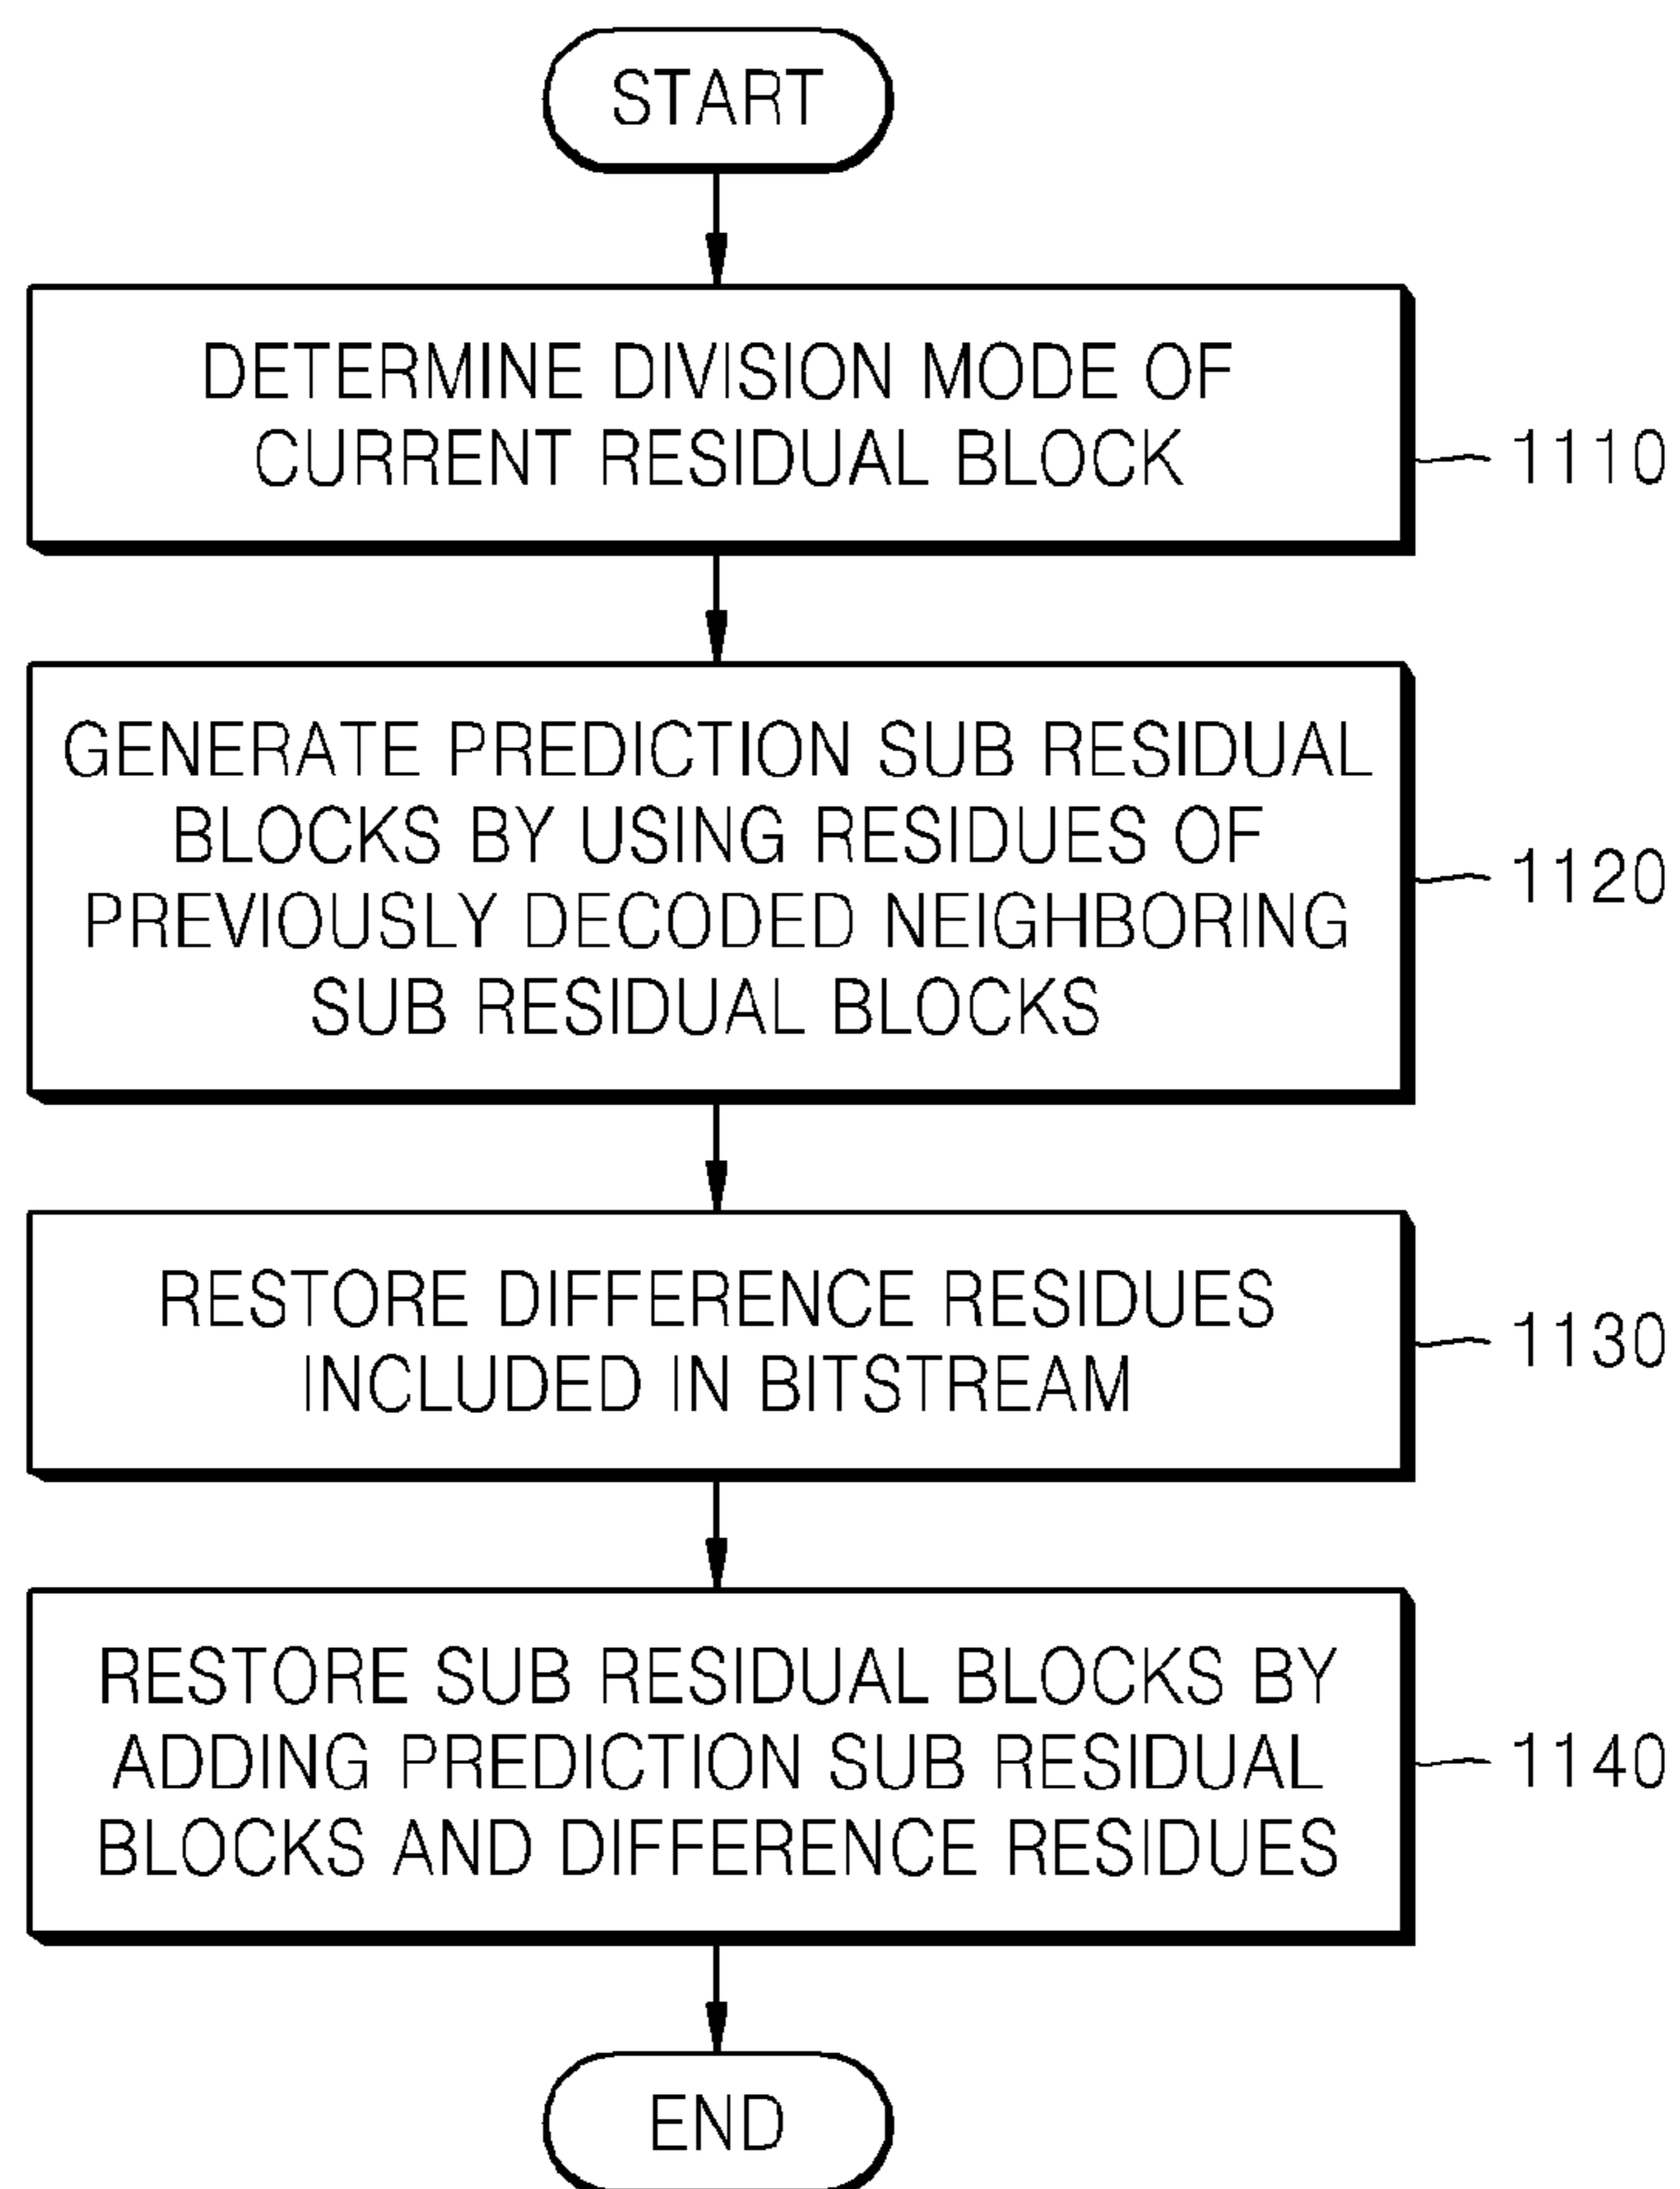 START
DETERMINE DIVISION MODE OF
CURRENT RESIDUAL BLOCK
1110
GENERATE PREDICTION SUB RESIDUAL
BLOCKS BY USING RESIDUES OF
PREVIOUSLY DECODED NEIGHBORING
SUB RESIDUAL BLOCKS
1120
RESTORE DIFFERENCE RESIDUES
INCLUDED IN BITSTREAM
1130
RESTORE SUB RESIDUAL BLOCKS BY
ADDING PREDICTION SUB RESIDUAL
BLOCKS AND DIFFERENCE RESIDUES
1140
END